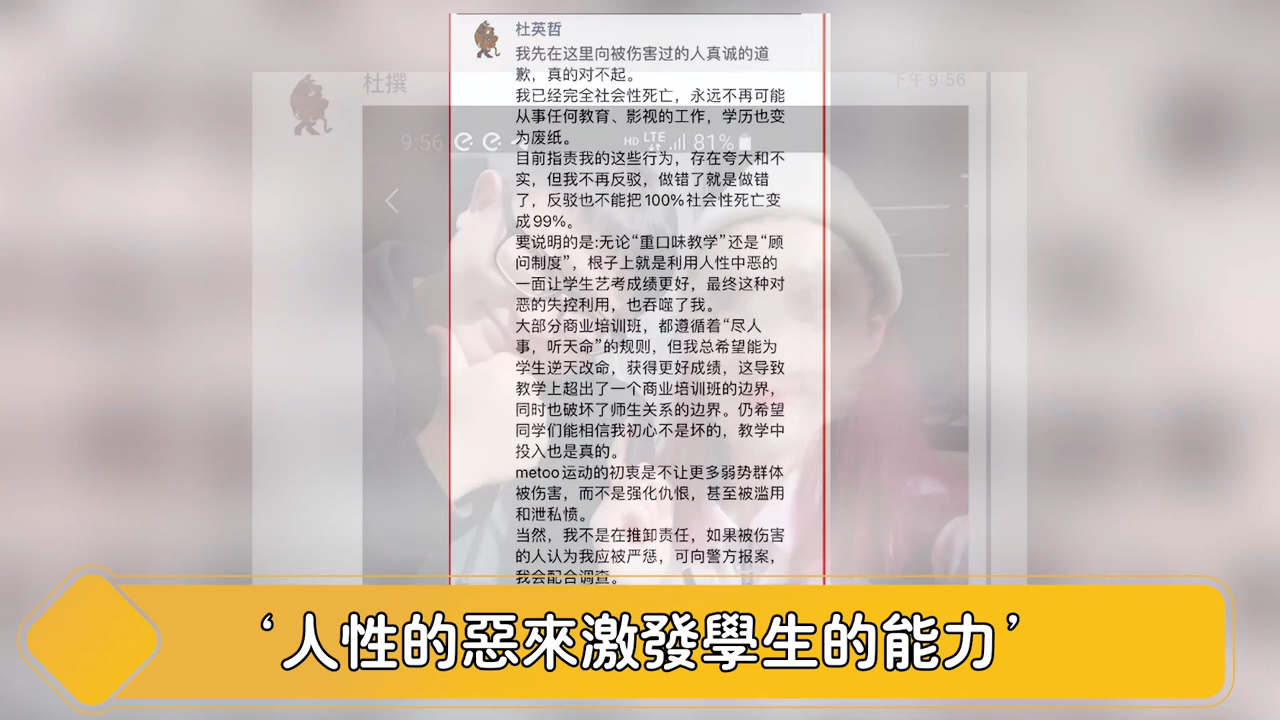 杜英哲
我先在这里向被伤害过的人真诚的道
歉，真的对不起。
我已经完全社会性死亡，永远不再可能
从事任何教育、影视的工作，学历也变
为废纸。
目前指责我的这些行为，存在夸大和不
实，但我不再反驳，做错了就是做错
了，反驳也不能把100%社会性死亡变
成99%。
要说明的是:无论“重口味教学”还是“顾
问制度”，根子上就是利用人性中恶的
一面让学生艺考成绩更好，最终这种对
恶的失控利用，也吞噬了我。
大部分商业培训班，都遵循着“尽人
事，听天命”的规则，但我总希望能为
学生逆天改命，获得更好成绩，这导致
教学上超出了一个商业培训班的边界，
同时也破坏了师生关系的边界。仍希望
同学们能相信我初心不是坏的，教学中
投入也是真的。
metoo运动的初衷是不让更多弱势群体
被伤害，而不是强化仇恨，甚至被滥用
和泄私愤。
当然，我不是在推卸责任，如果被伤害
的人认为我应被严惩，可向警方报案，
我会配合调查。
杜撰
下午 9:56
9:56
HD LTE 81%
‘人性的惡來激發學生的能力’